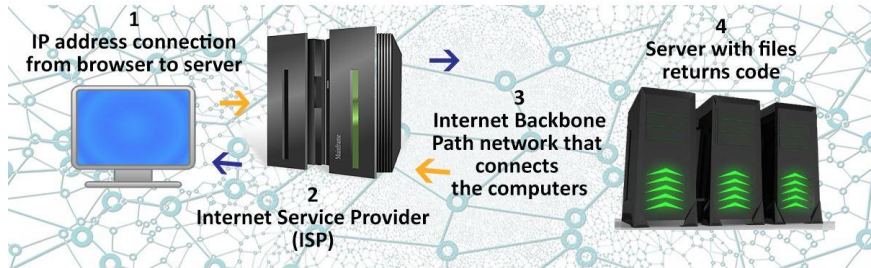 1
IP address connection
from browser to server
2
Internet Service Provider
(ISP)
3
Internet Backbone
Path network that
connects
the computers
4
Server with files
returns code
Mainframe